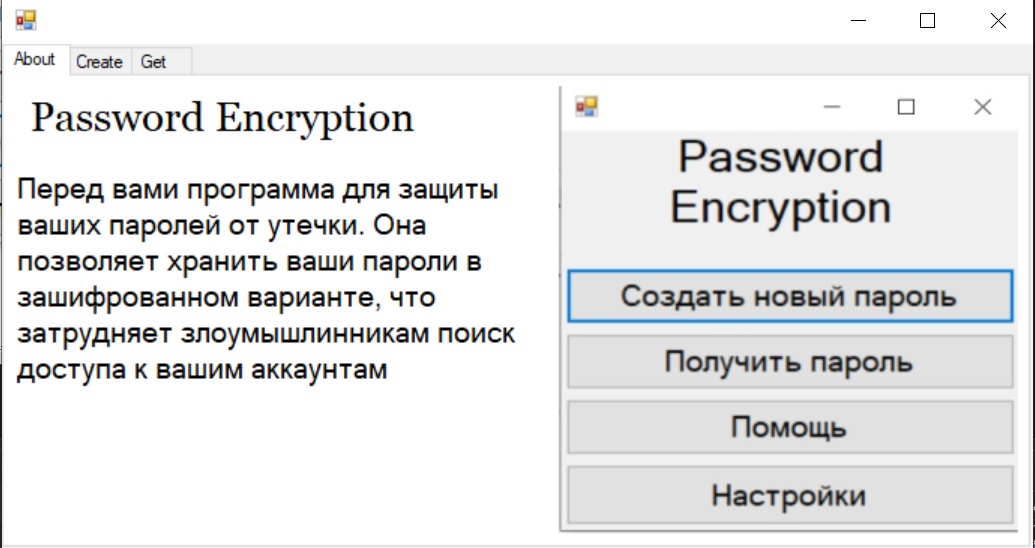 About Create Get
Password Encryption
Перед вами программа для защиты
ваших паролей от утечки. Она
позволяет хранить ваши пароли в
зашифрованном варианте, что
затрудняет злоумышлинникам поиск
доступа к вашим аккаунтам
Password
Encryption
Создать новый пароль
Получить пароль
Помощь
Настройки